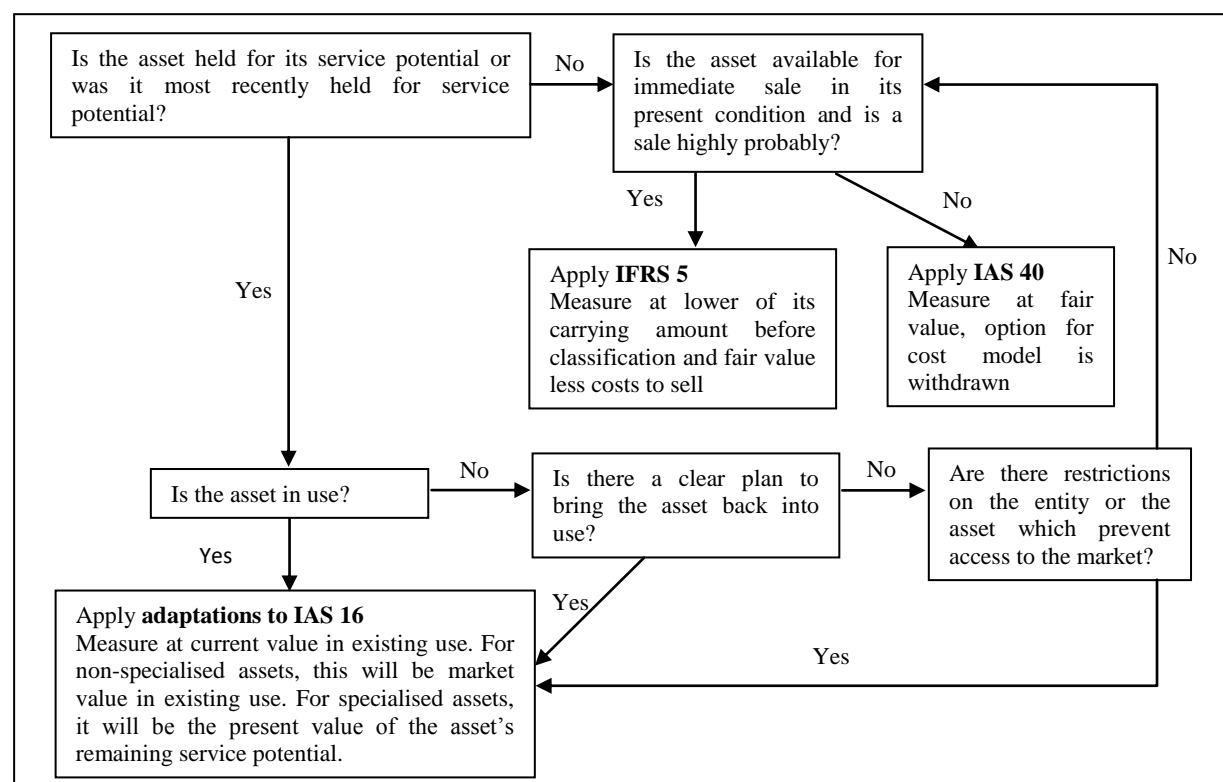 Is the asset held for its service potential or
was it most recently held for service
potential?
No
Is the asset available for
immediate sale in its
present condition and is a
sale highly probably?
Yes
No
No
Yes
Apply IFRS 5
Measure at lower of its
carrying amount before
classification and fair value
less costs to sell
Apply IAS 40
Measure at fair
value, option for
cost model is
withdrawn
Is the asset in use?
No
Is there a clear plan to
bring the asset back into
use?
No
Are there restrictions
on the entity or the
asset which prevent
access to the market?
Yes
Yes
Yes
Apply adaptations to IAS 16
Measure at current value in existing use. For
non-specialised assets, this will be market
value in existing use. For specialised assets,
it will be the present value of the asset’s
remaining service potential.